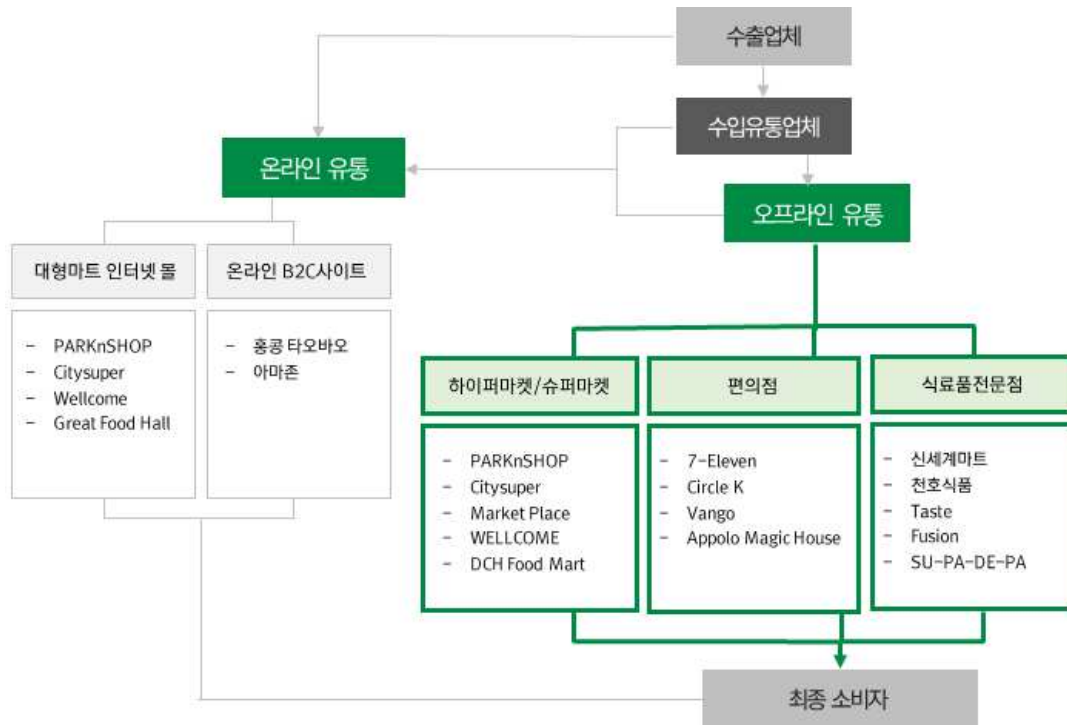 수출업체
수입유통업체
온라인 유통
오프라인 유통
대형마트 인터넷 몰
온라인 B2C사이트
- PARKnSHOP
- Citysuper
- Wellcome
- Great Food Hall
- 홍콩 타오바오
- 아마존
하이퍼마켓/슈퍼마켓
편의점
식료품전문점
- PARKnSHOP
- Citysuper
- Market Place
- WELLCOME
- DCH Food Mart
- 7-Eleven
- Circle K
- Vango
- Appolo Magic House
- 신세계마트
- 천호식품
- Taste
- Fusion
- SU-PA-DE-PA
최종 소비자